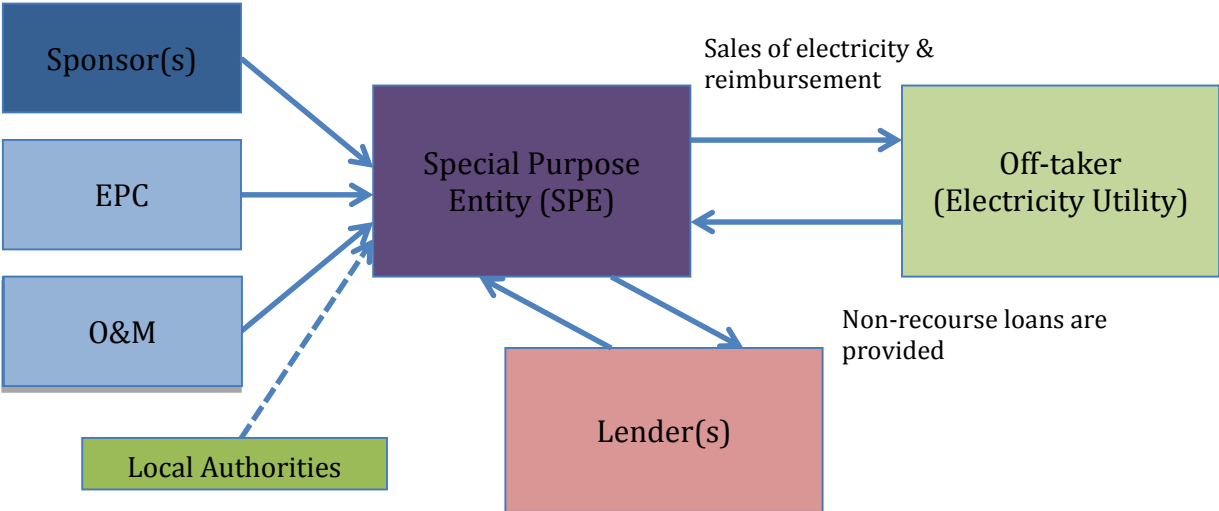 Sponsor(s)
EPC
O&M
Local Authorities
Special Purpose
Entity (SPE)
Sales of electricity &
reimbursement
Off-taker
(Electricity Utility)
Non-recourse loans are
provided
Lender(s)